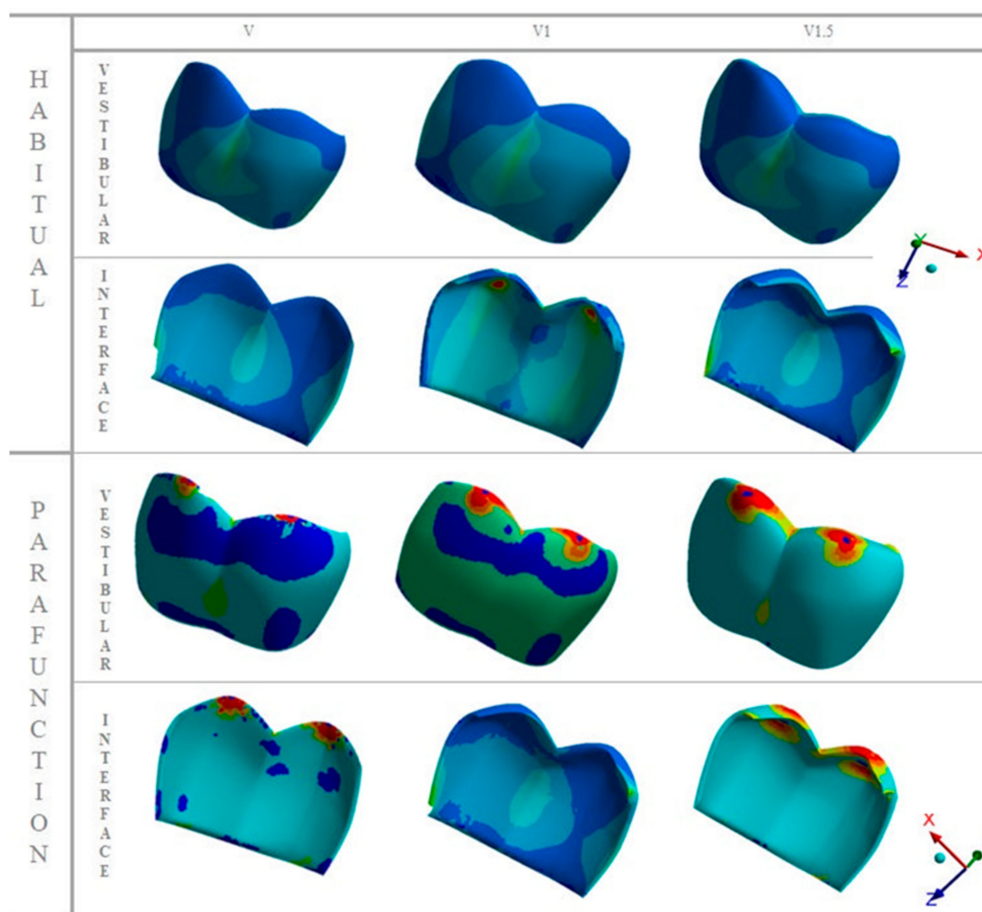 V V1 V1.5
HABITUAL
VESTIBULAR
Y
X
Z
INTERFACE
PARAFUNCTION
VESTIBULAR
INTERFACE
X
Z